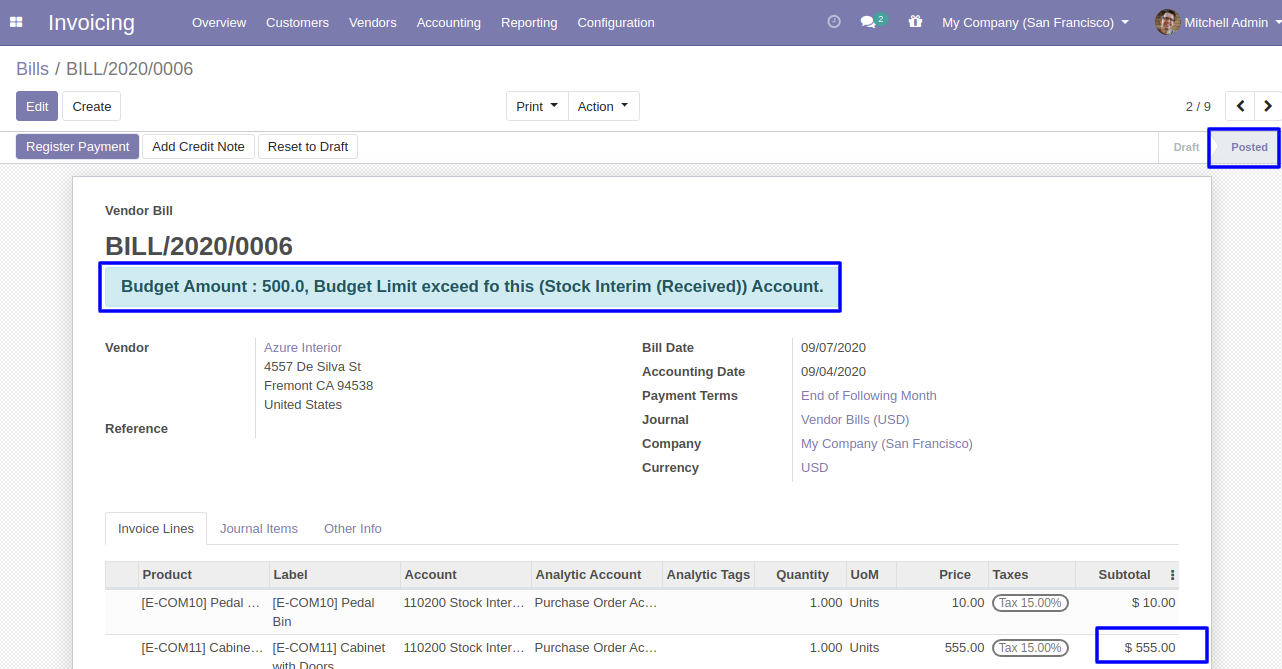 Invoicing Overview Customers Vendors Accounting Reporting Configuration 2 My Company (San Francisco) Mitchell Admin
Bills / BILL/2020/0006
Edit Create Print Action 2 / 9
Register Payment Add Credit Note Reset to Draft Draft Posted
Vendor Bill
BILL/2020/0006
Budget Amount : 500.0, Budget Limit exceed fo this (Stock Interim (Received)) Account.
Vendor Azure Interior Bill Date 09/07/2020
4557 De Silva St Accounting Date 09/04/2020
Fremont CA 94538 Payment Terms End of Following Month
United States Journal Vendor Bills (USD)
Reference Company My Company (San Francisco)
Currency USD
Invoice Lines Journal Items Other Info
Product Label Account Analytic Account Analytic Tags Quantity UoM Price Taxes Subtotal
[E-COM10] Pedal ... [E-COM10] Pedal 110200 Stock Inter... Purchase Order Ac... 1.000 Units 10.00 Tax 15.00% $ 10.00
Bin
[E-COM11] Cabine... [E-COM11] Cabinet 110200 Stock Inter... Purchase Order Ac... 1.000 Units 555.00 Tax 15.00% $ 555.00
with Doors